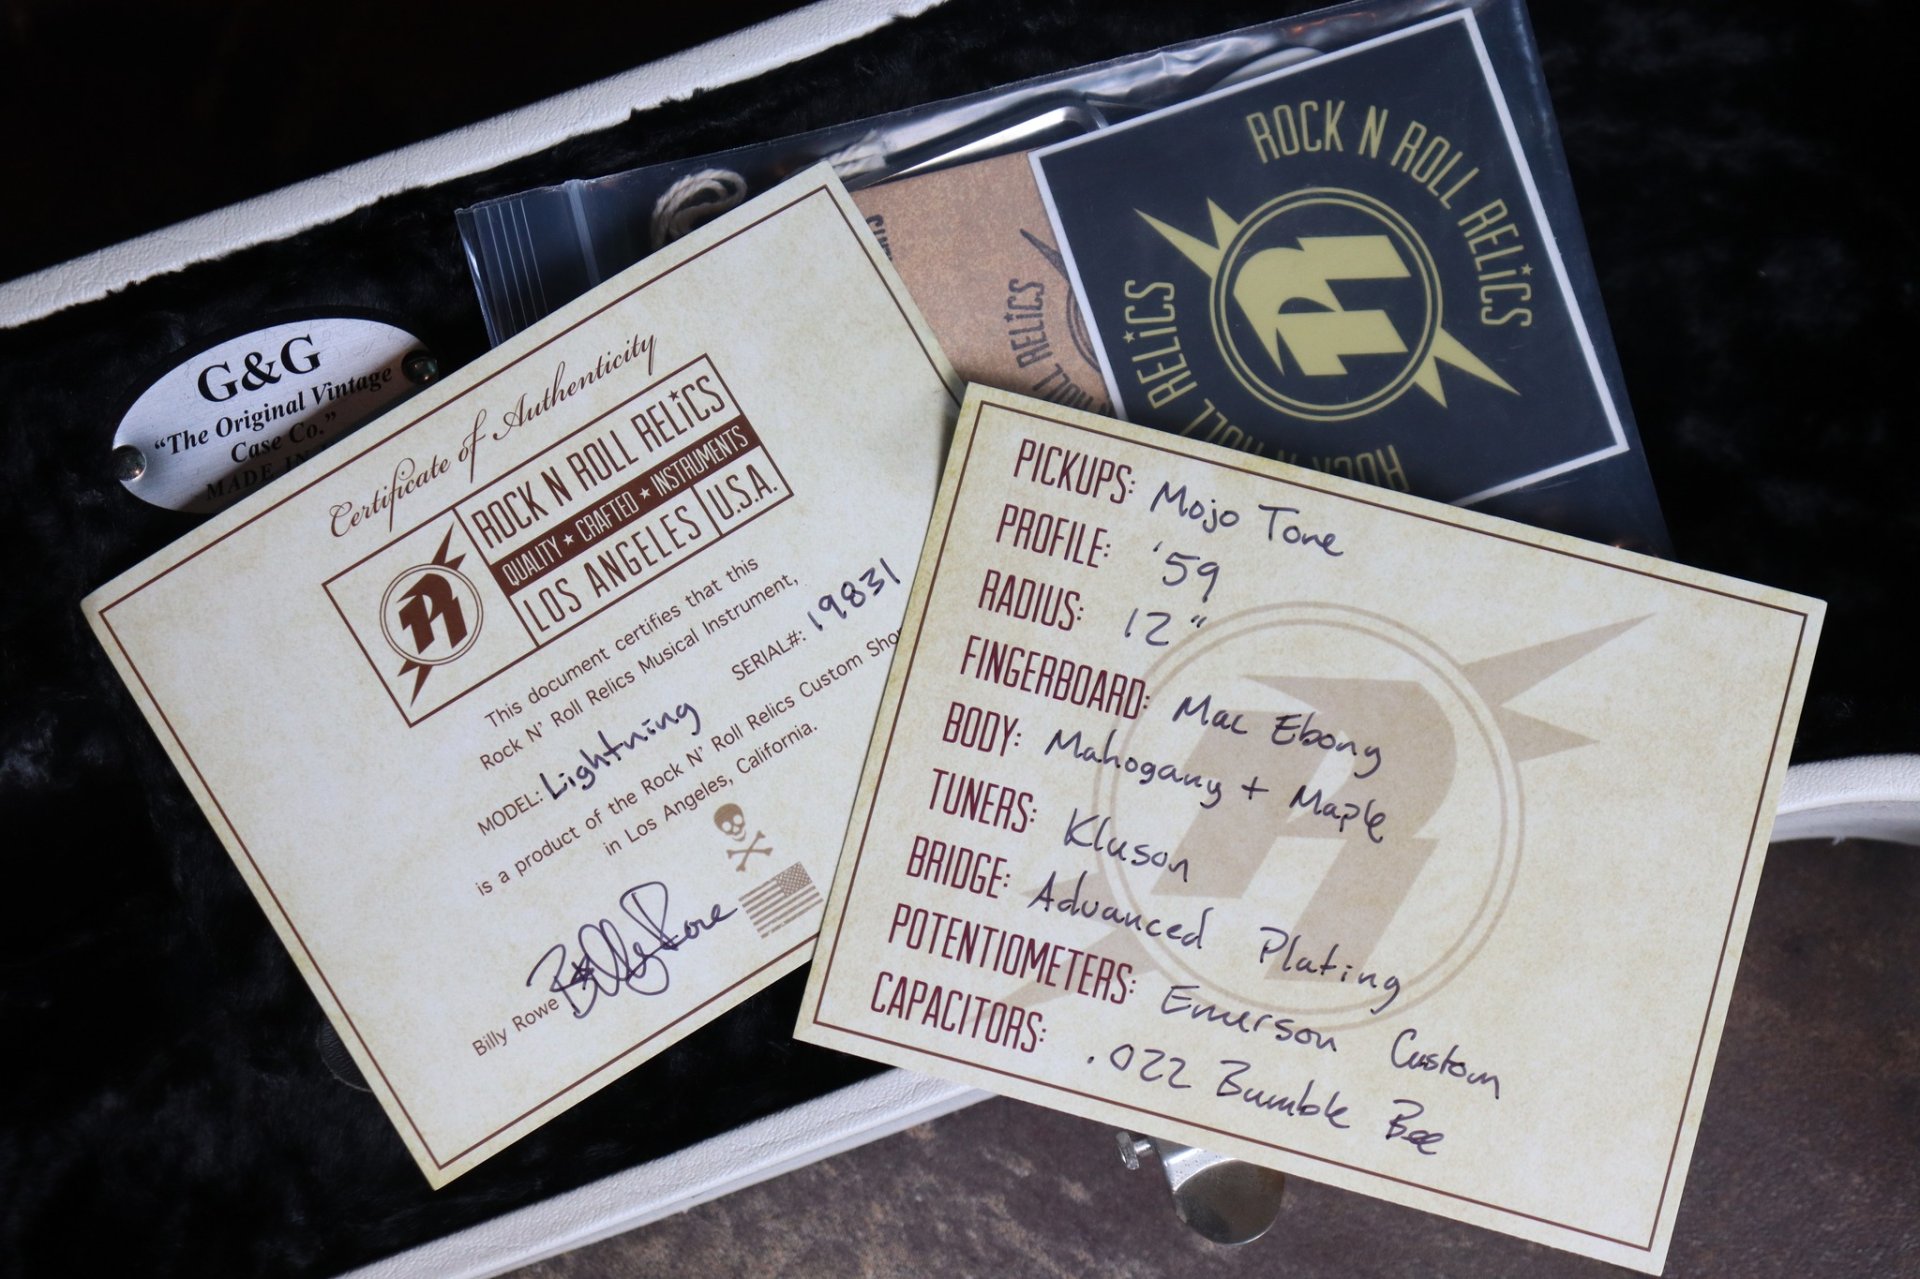 G&G
"The Original Vintage
Case Co."
MADE IN
Certificate of Authenticity
ROCK N ROLL RELiCS
QUALITY ★ CRAFTED ★ INSTRUMENTS
LOS ANGELES U.S.A.
This document certifies that this
Rock N' Roll Relics Musical Instrument,
MODEL: Lightning SERIAL#: 19831
is a product of the Rock N' Roll Relics Custom Shop
in Los Angeles, California.
Billy Rowe Billy Rowe
RELiCS
ROCK N ROLL RELiCS
ROCK N ROLL RELiCS
PICKUPS: Mojo Tone
PROFILE: '59
RADIUS: 12"
FINGERBOARD: Mac Ebony
BODY: Mahogany + Maple
TUNERS: Kluson
BRIDGE: Advanced Plating
POTENTIOMETERS: Emerson Custom
CAPACITORS: .022 Bumble Bee